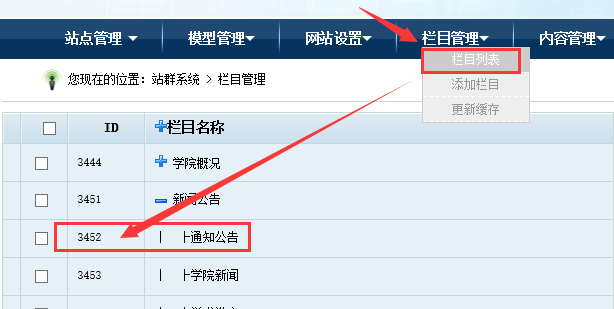 站点管理 模型管理 网站设置 栏目管理 内容管理
栏目列表
您现在的位置：站群系统 > 栏目管理
添加栏目
更新缓存
ID 栏目名称
3444 学院概况
3451 新闻公告
3452 | ├通知公告
3453 | ├学院新闻